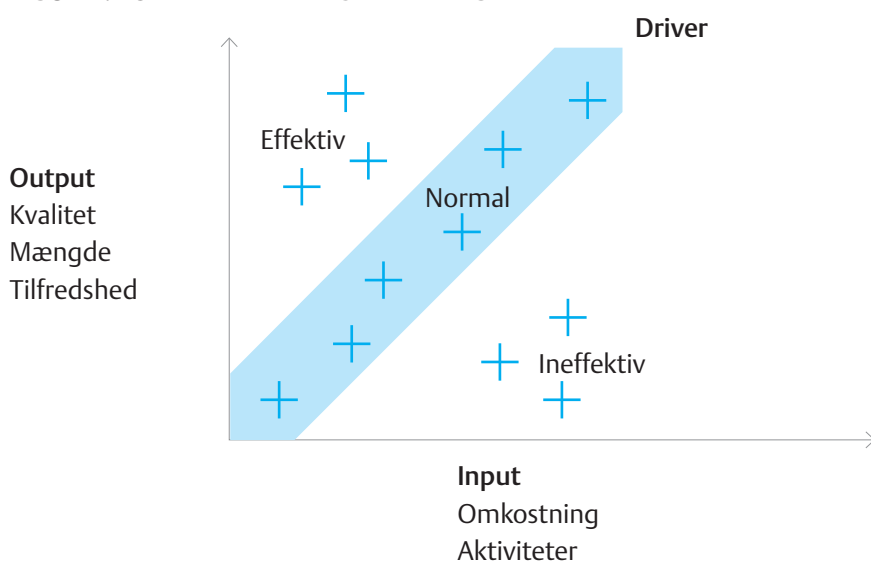 Driver
Effektiv
Output
Kvalitet
Mængde
Tilfredshed
Normal
Ineffektiv
Input
Omkostning
Aktiviteter